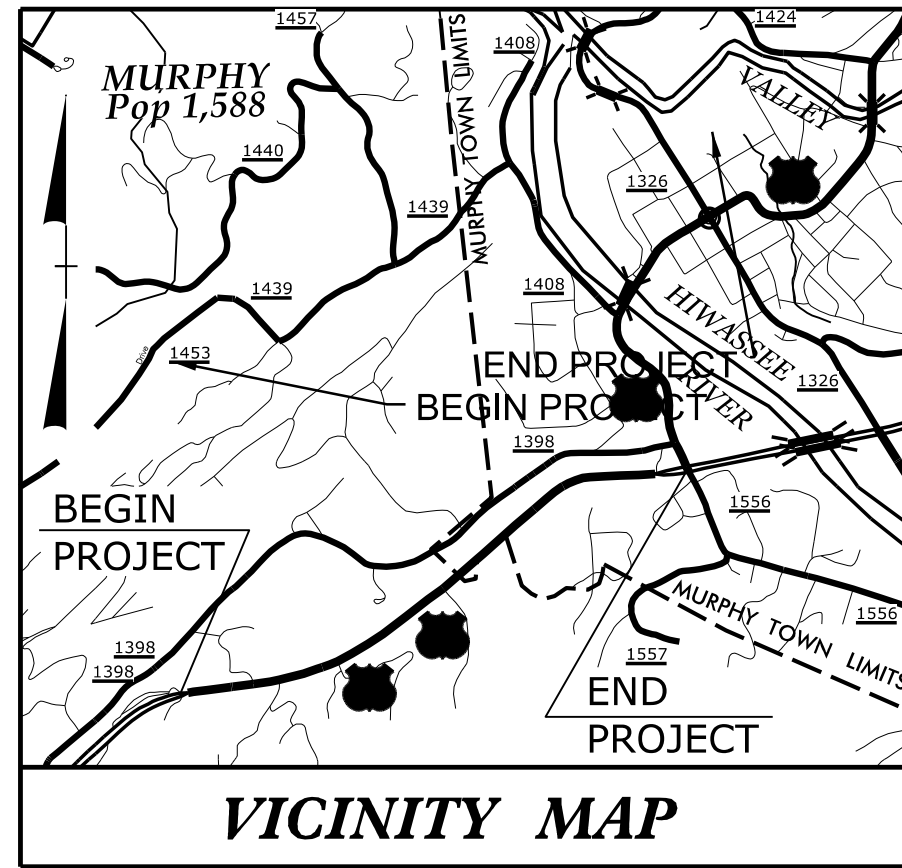 1457
1424
1408
MURPHY TOWN LIMITS
MURPHY
Pop 1,588
VALLEY
1440
1326
1439
1439
1408
HIWASSEE
RIVER
Drive
1453
END PROJECT
BEGIN PROJECT
1326
1398
BEGIN
PROJECT
1556
MURPHY TOWN LIMITS
1556
1398
1398
1557
END
PROJECT
VICINITY MAP